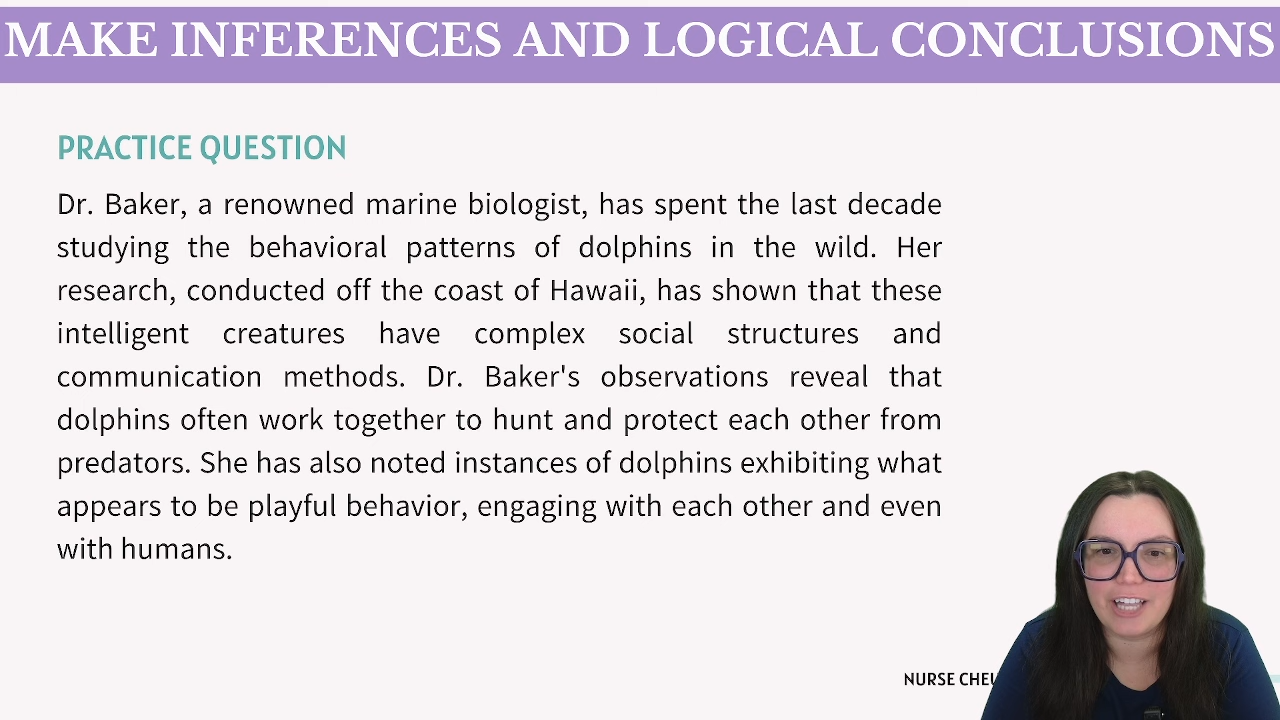 MAKE INFERENCES AND LOGICAL CONCLUSIONS
PRACTICE QUESTION
Dr. Baker, a renowned marine biologist, has spent the last decade
studying the behavioral patterns of dolphins in the wild. Her
research, conducted off the coast of Hawaii, has shown that these
intelligent creatures have complex social structures and
communication methods. Dr. Baker's observations reveal that
dolphins often work together to hunt and protect each other from
predators. She has also noted instances of dolphins exhibiting what
appears to be playful behavior, engaging with each other and even
with humans.
NURSE